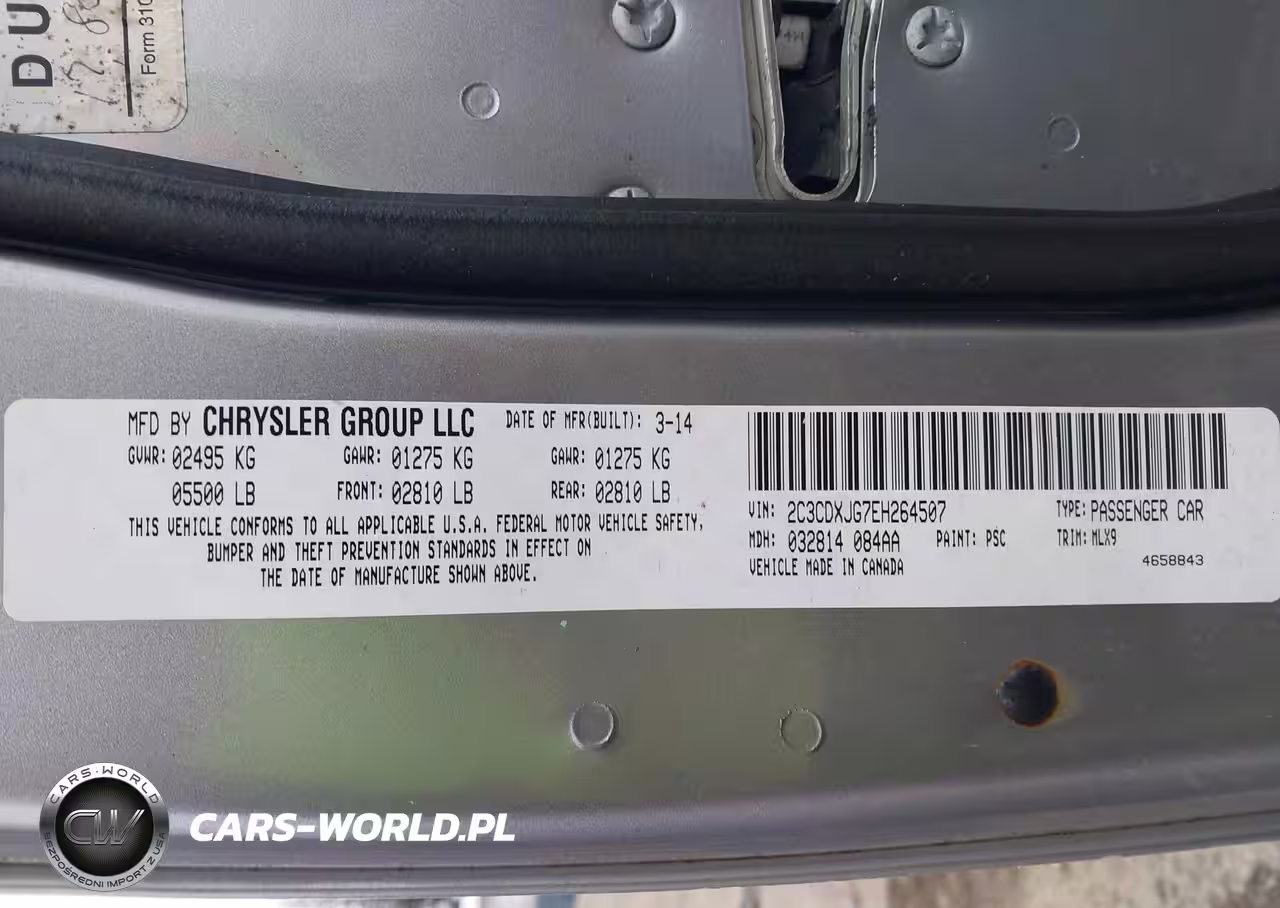 DU
Form 310
MFD BY CHRYSLER GROUP LLC DATE OF MFR(BUILT): 3-14
GVWR: 02495 KG GAWR: 01275 KG GAWR: 01275 KG
05500 LB FRONT: 02810 LB REAR: 02810 LB
THIS VEHICLE CONFORMS TO ALL APPLICABLE U.S.A. FEDERAL MOTOR VEHICLE SAFETY,
BUMPER AND THEFT PREVENTION STANDARDS IN EFFECT ON
THE DATE OF MANUFACTURE SHOWN ABOVE.
VIN: 2C3CDXJG7EH264507 TYPE: PASSENGER CAR
MDH: 032814 084AA PAINT: PSC TRIM: MLX9
VEHICLE MADE IN CANADA 4658843
CARS-WORLD
CW
BEZPOŚREDNI IMPORT Z USA
CARS-WORLD.PL